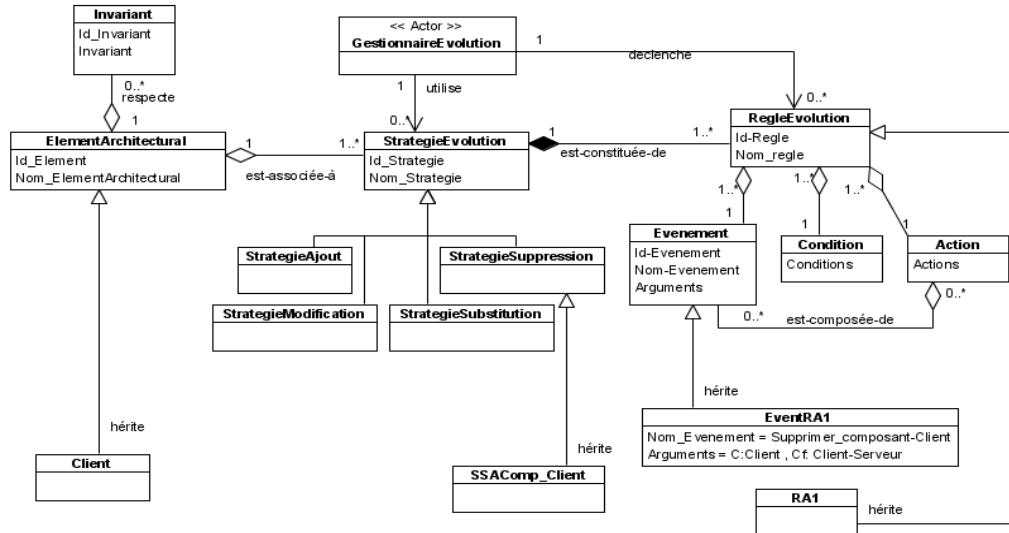 Invariant
Id_Invariant
Invariant
<< Actor >>
GestionnaireEvolution
1
declenche
1
utilise
0..*
respecte
1
0..*
0..*
ElementArchitectural
Id_Element
Nom_ElementArchitectural
1
est-associée-à
1..*
StrategieEvolution
Id_Strategie
Nom_Strategie
1
est-constituée-de
1..*
RegleEvolution
Id-Regle
Nom_regle
1..*
1..*
1..*
1
1
1
Evenement
Id-Evenement
Nom-Evenement
Arguments
Condition
Conditions
Action
Actions
0..*
0..*
est-composée-de
StrategieAjout
StrategieSuppression
StrategieModification
StrategieSubstitution
hérite
EventRA1
Nom_Evenement = Supprimer_composant-Client
Arguments = C:Client , Cf: Client-Serveur
hérite
Client
hérite
SSAComp_Client
RA1
hérite